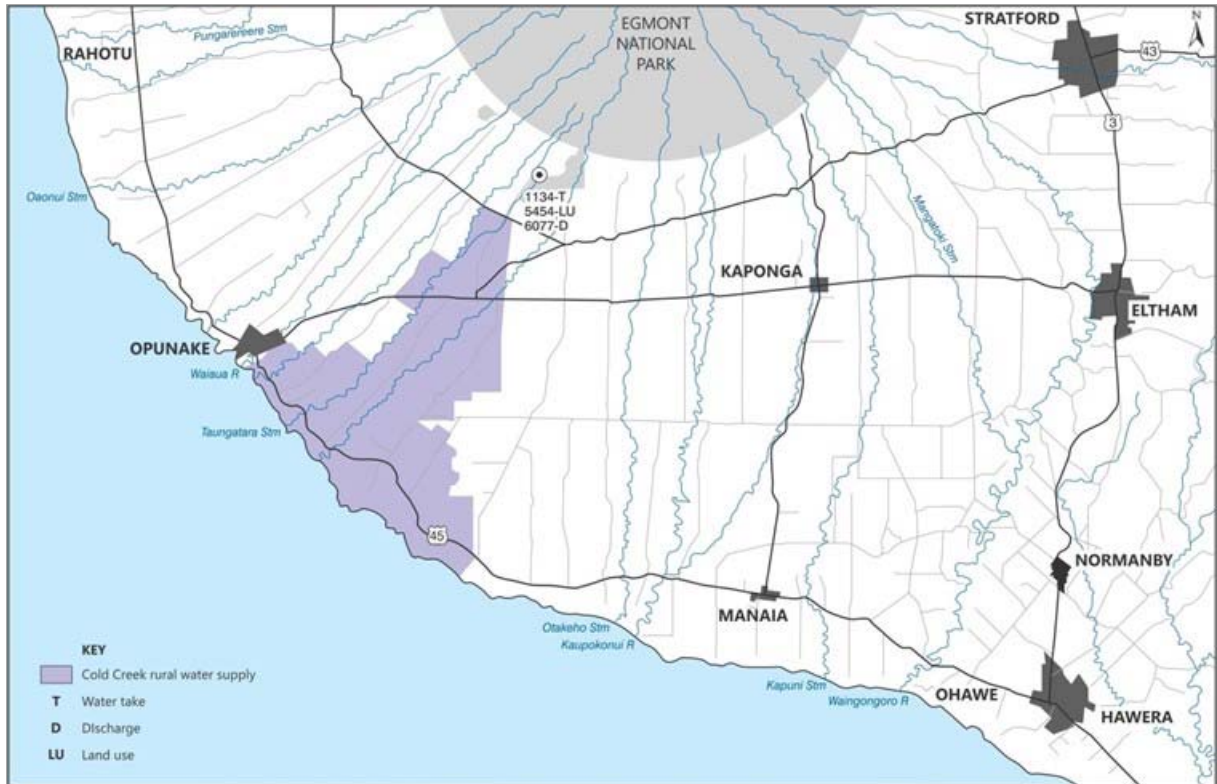 EGMONT
NATIONAL
PARK
STRATFORD
N
Pungarereere Stm
RAHOTU
43
3
Oaonui Stm
1134-T
5454-LU
6077-D
Mangatoki Stm
KAPONGA
ELTHAM
OPUNAKE
Waiaua R
Taungatara Stm
45
NORMANBY
MANAIA
Otakeho Stm
Kaupokonui R
KEY
Cold Creek rural water supply
Kapuni Stm
Waingongoro R
OHAWE
HAWERA
T Water take
D DIscharge
LU Land use